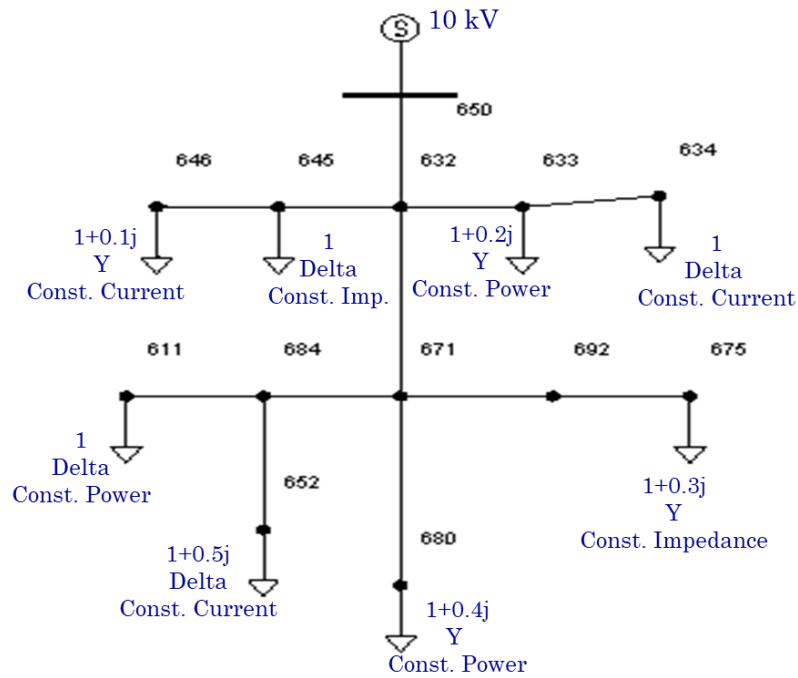 S
10 kV
650
646
645
632
633
634
1+0.1j
Y
Const. Current
1
Delta
Const. Imp.
1+0.2j
Y
Const. Power
1
Delta
Const. Current
611
684
671
692
675
1
Delta
Const. Power
652
1+0.5j
Delta
Const. Current
680
1+0.4j
Y
Const. Power
1+0.3j
Y
Const. Impedance